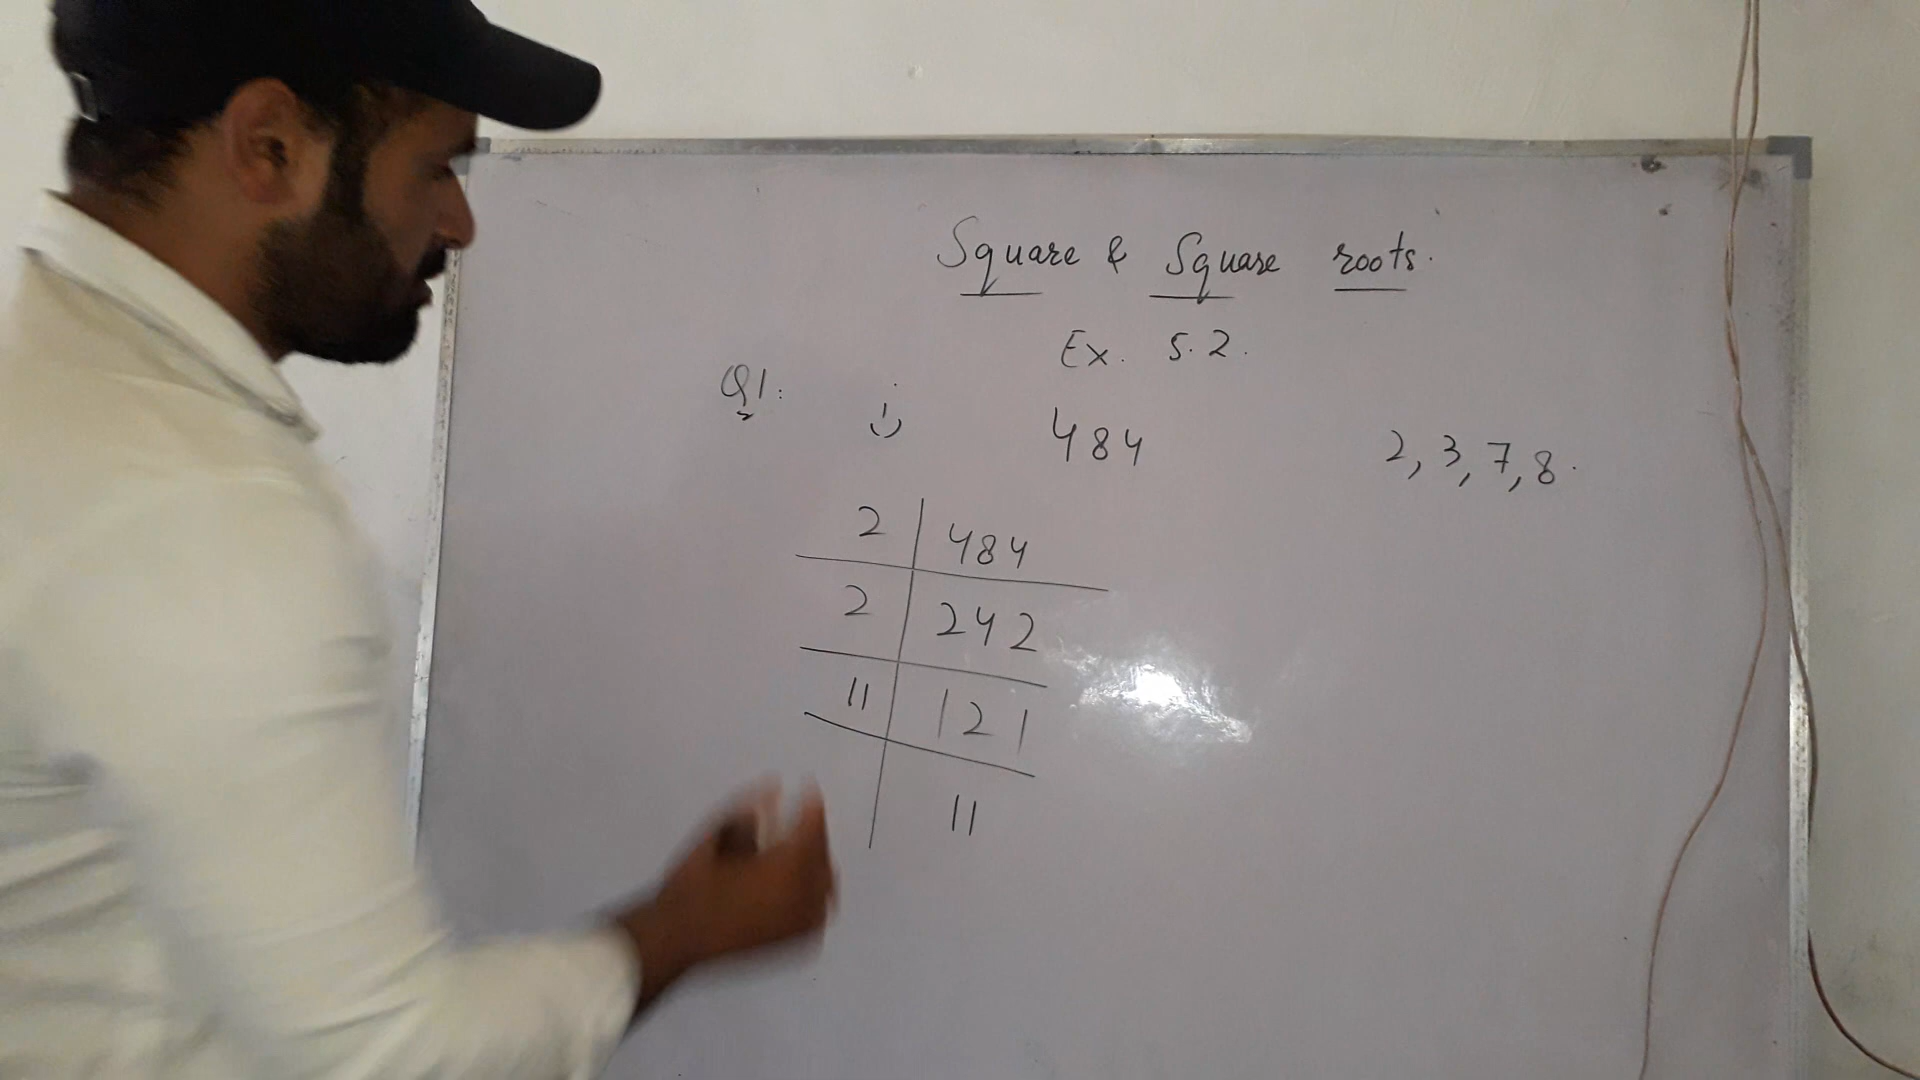 Square & Square roots.
Ex. 5.2.
Q1: i) 484 2, 3, 7, 8.
2 | 484
2 | 242
11 | 121
11